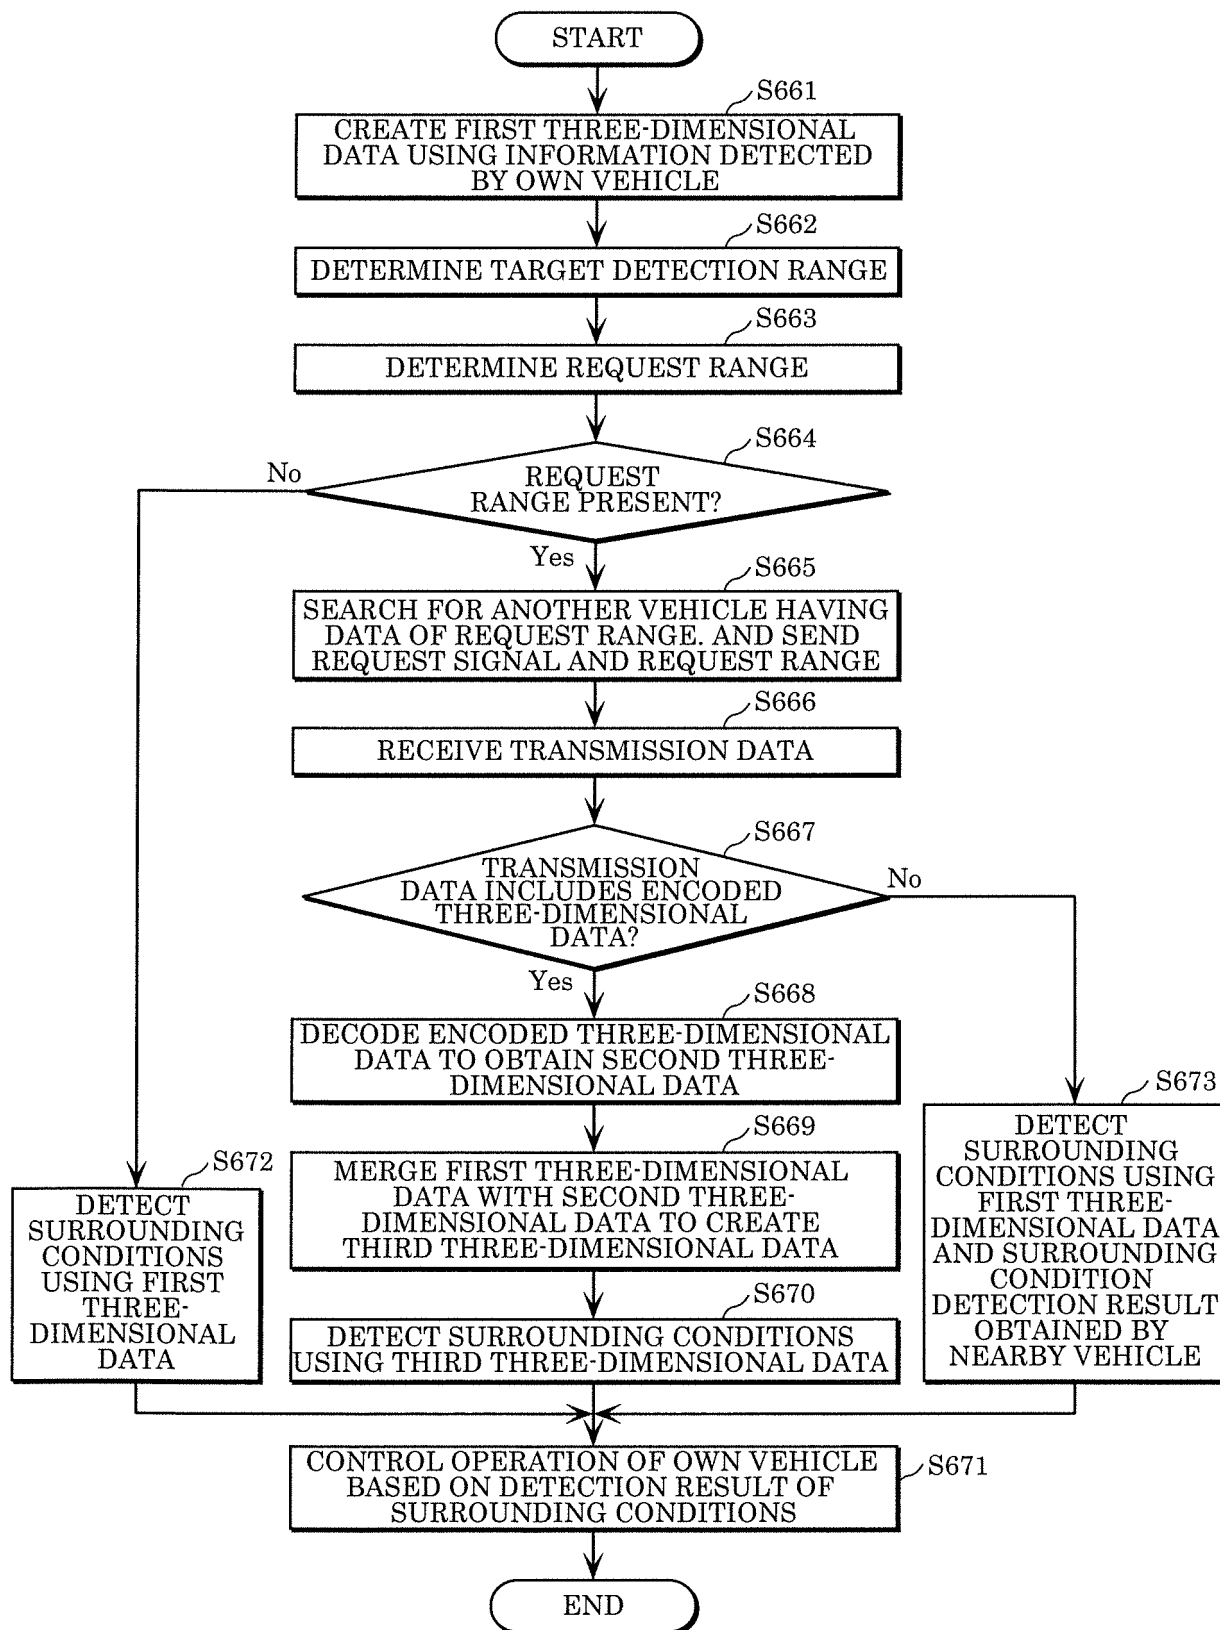 START
S661
CREATE FIRST THREE-DIMENSIONAL
DATA USING INFORMATION DETECTED
BY OWN VEHICLE
S662
DETERMINE TARGET DETECTION RANGE
S663
DETERMINE REQUEST RANGE
S664
No
REQUEST
RANGE PRESENT?
Yes
S665
SEARCH FOR ANOTHER VEHICLE HAVING
DATA OF REQUEST RANGE. AND SEND
REQUEST SIGNAL AND REQUEST RANGE
S666
RECEIVE TRANSMISSION DATA
S667
TRANSMISSION
DATA INCLUDES ENCODED
THREE-DIMENSIONAL
DATA?
No
Yes
S668
DECODE ENCODED THREE-DIMENSIONAL
DATA TO OBTAIN SECOND THREE-
DIMENSIONAL DATA
S669
MERGE FIRST THREE-DIMENSIONAL
DATA WITH SECOND THREE-
DIMENSIONAL DATA TO CREATE
THIRD THREE-DIMENSIONAL DATA
S670
DETECT SURROUNDING CONDITIONS
USING THIRD THREE-DIMENSIONAL DATA
S672
DETECT
SURROUNDING
CONDITIONS
USING FIRST
THREE-
DIMENSIONAL
DATA
S673
DETECT
SURROUNDING
CONDITIONS USING
FIRST THREE-
DIMENSIONAL DATA
AND SURROUNDING
CONDITION
DETECTION RESULT
OBTAINED BY
NEARBY VEHICLE
S671
CONTROL OPERATION OF OWN VEHICLE
BASED ON DETECTION RESULT OF
SURROUNDING CONDITIONS
END